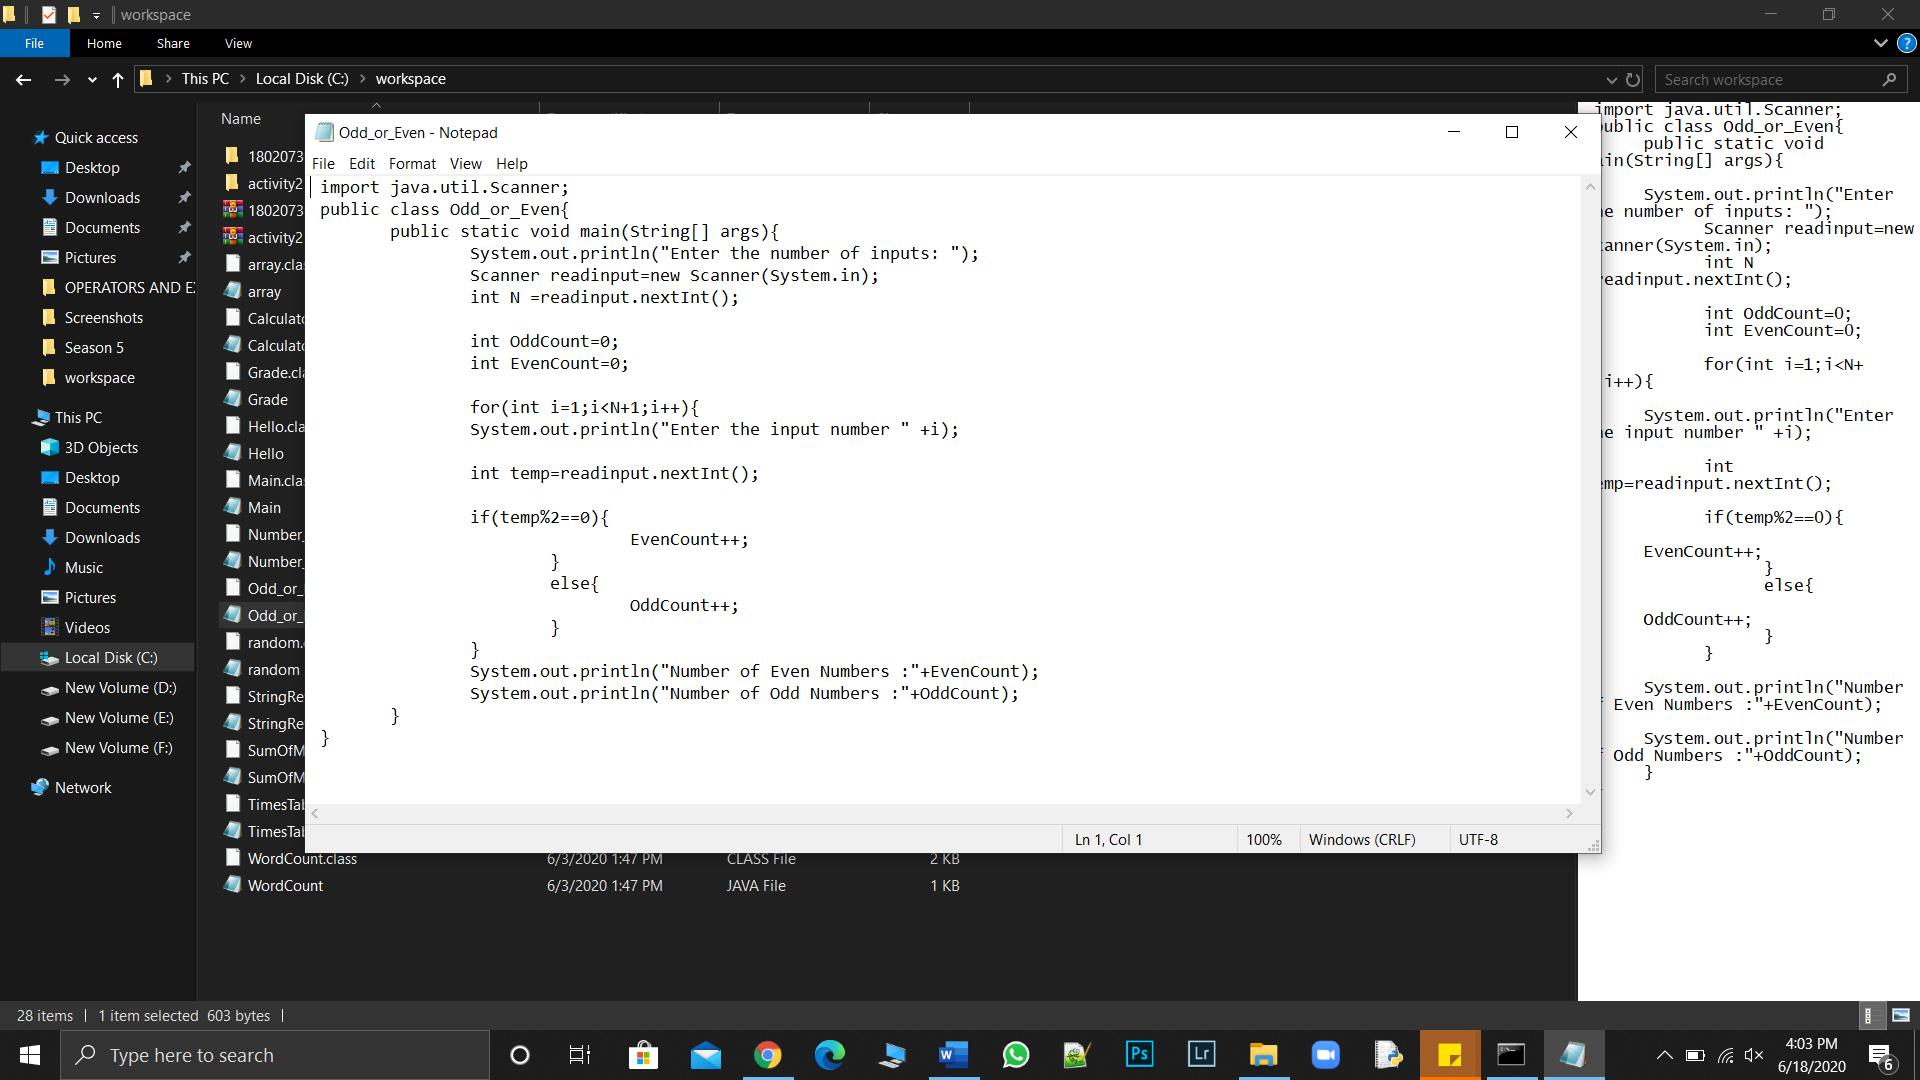 workspace
File Home Share View
This PC > Local Disk (C:) > workspace
Search workspace
Quick access
Desktop
Downloads
Documents
Pictures
OPERATORS AND E
Screenshots
Season 5
workspace
This PC
3D Objects
Desktop
Documents
Downloads
Music
Pictures
Videos
Local Disk (C:)
New Volume (D:)
New Volume (E:)
New Volume (F:)
Network
Name
1802073
activity2
1802073
activity2
array.cla
array
Calculato
Calculato
Grade.cla
Grade
Hello.cla
Hello
Main.cla
Main
Number_
Number_
Odd_or_
Odd_or_
random.
random
StringRe
StringRe
SumOfM
SumOfM
TimesTab
TimesTab
WordCount.class 6/3/2020 1:47 PM CLASS File 2 KB
WordCount 6/3/2020 1:47 PM JAVA File 1 KB
Odd_or_Even - Notepad
File Edit Format View Help
import java.util.Scanner;
public class Odd_or_Even{
public static void main(String[] args){
System.out.println("Enter the number of inputs: ");
Scanner readinput=new Scanner(System.in);
int N =readinput.nextInt();
int OddCount=0;
int EvenCount=0;
for(int i=1;i<N+1;i++){
System.out.println("Enter the input number " +i);
int temp=readinput.nextInt();
if(temp%2==0){
EvenCount++;
}
else{
OddCount++;
}
}
System.out.println("Number of Even Numbers :"+EvenCount);
System.out.println("Number of Odd Numbers :"+OddCount);
}
}
Ln 1, Col 1 100% Windows (CRLF) UTF-8
import java.util.Scanner;
public class Odd_or_Even{
public static void
in(String[] args){
System.out.println("Enter
e number of inputs: ");
Scanner readinput=new
canner(System.in);
int N
readinput.nextInt();
int OddCount=0;
int EvenCount=0;
for(int i=1;i<N+
i++){
System.out.println("Enter
e input number " +i);
int
mp=readinput.nextInt();
if(temp%2==0){
EvenCount++;
}
else{
OddCount++;
}
}
System.out.println("Number
f Even Numbers :"+EvenCount);
System.out.println("Number
f Odd Numbers :"+OddCount);
}
28 items | 1 item selected 603 bytes |
Type here to search
Ps
Lr
4:03 PM
6/18/2020
6